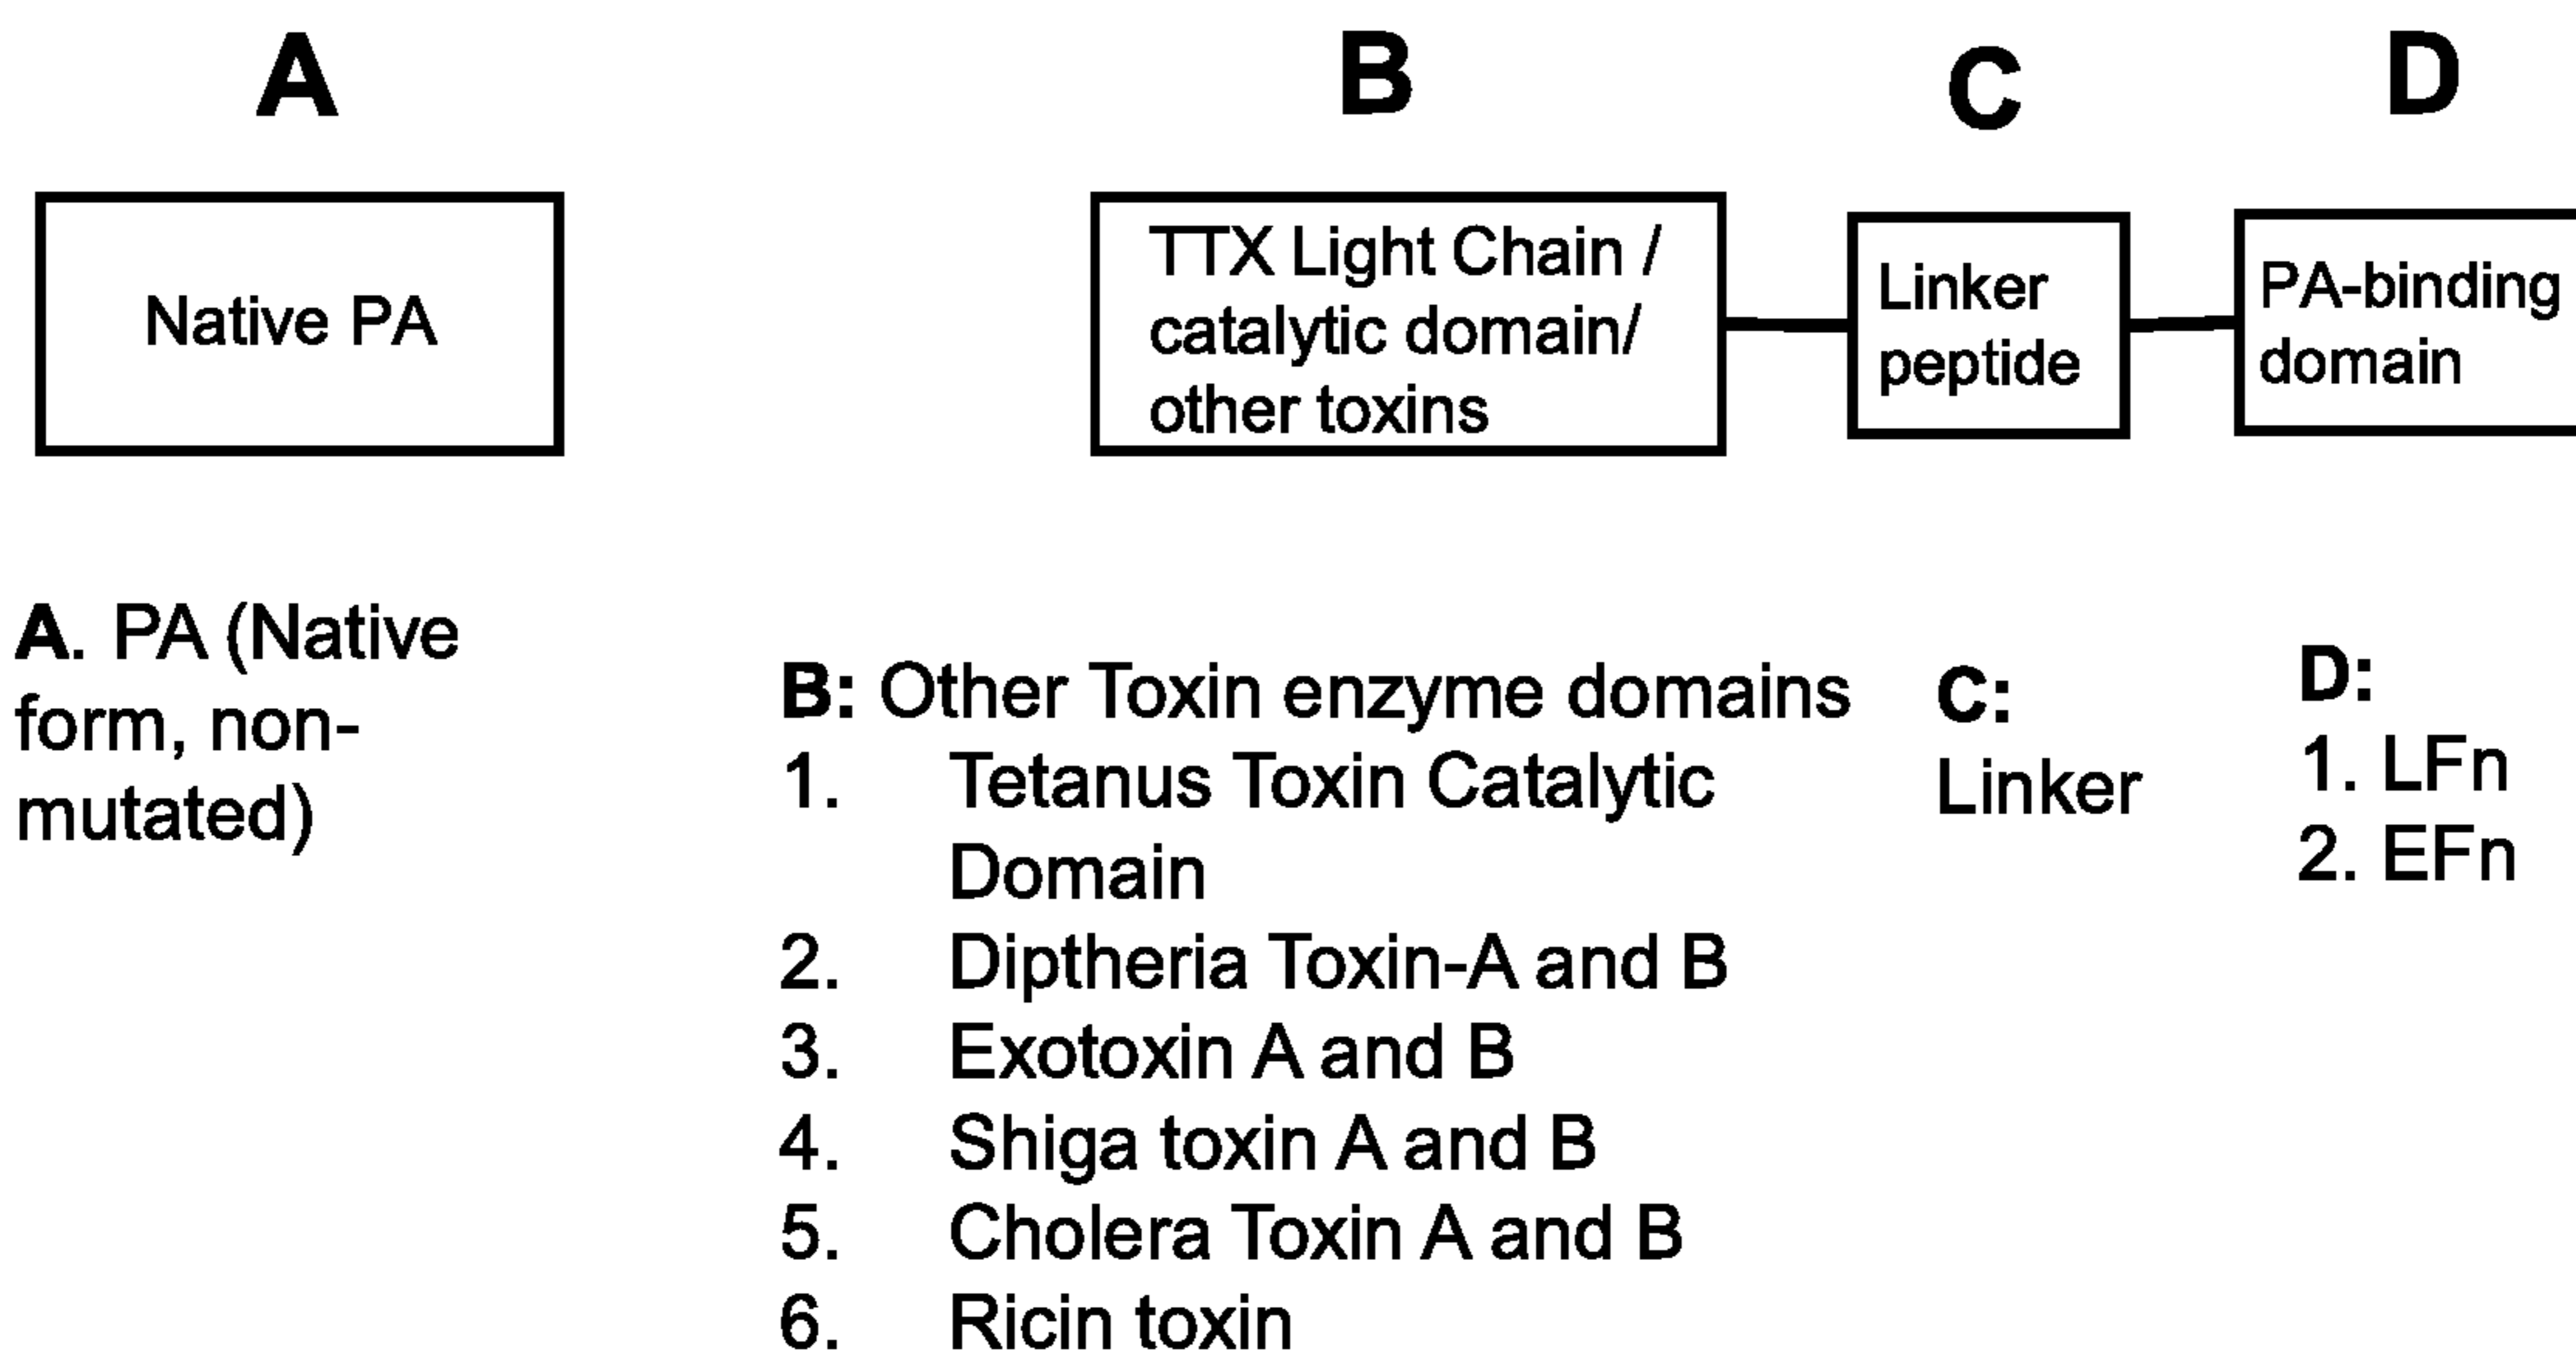 A
B
C
D
Native PA
TTX Light Chain /
catalytic domain/
other toxins
Linker
peptide
PA-binding
domain
A. PA (Native
form, non-
mutated)
B: Other Toxin enzyme domains
1. Tetanus Toxin Catalytic
Domain
2. Diptheria Toxin-A and B
3. Exotoxin A and B
4. Shiga toxin A and B
5. Cholera Toxin A and B
6. Ricin toxin
C:
Linker
D:
1. LFn
2. EFn